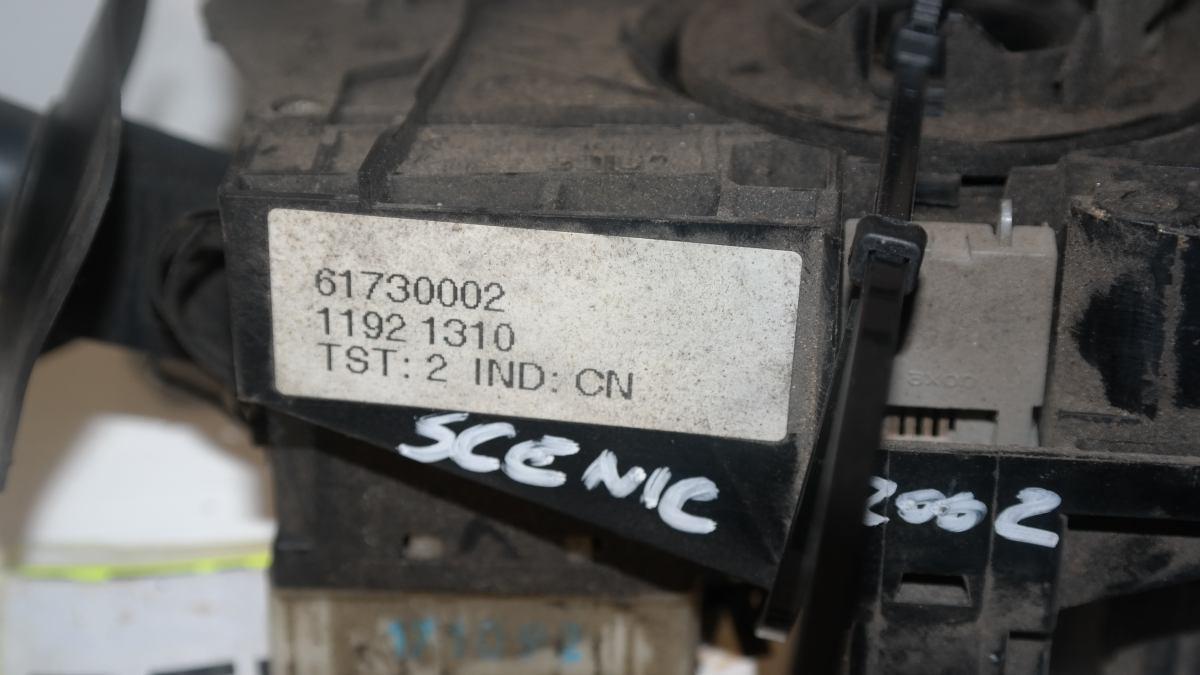 61730002
1192 1310
TST: 2 IND: CN
SCENIC 2002